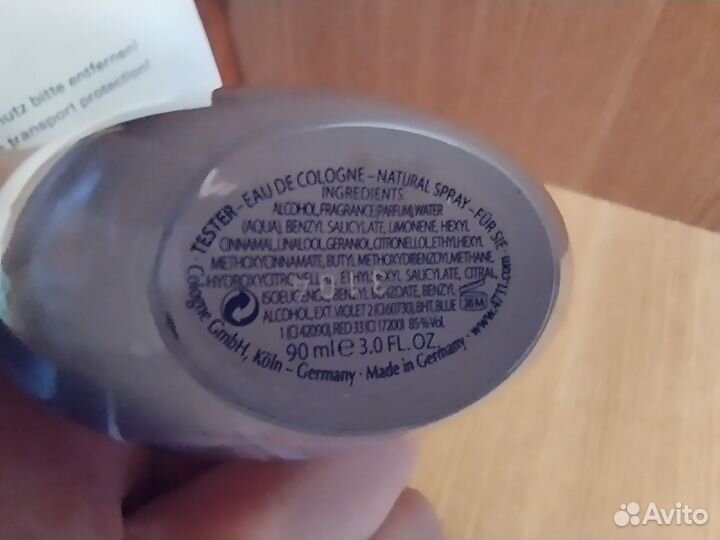 utz bitte entfernen!
transport protection!
TESTER – EAU DE COLOGNE – NATURAL SPRAY – FÜR SIE
INGREDIENTS
ALCOHOL, FRAGRANCE (PARFUM), WATER
(AQUA), BENZYL SALICYLATE, LIMONENE, HEXYL
CINNAMAL, LINALOOL, GERANIOL, CITRONELLOL, ETHYLHEXYL
METHOXYCINNAMATE, BUTYL METHOXYDIBENZOYLMETHANE,
HYDROXYCITRONELLAL, ETHYLHEXYL SALICYLATE, CITRAL,
3104
ISOEUGENOL, BENZYL BENZOATE, BENZYL
ALCOHOL, EXT. VIOLET 2 (CI 60730), BHT, BLUE
1 (CI 42090), RED 33 (CI 17200) 85% Vol.
36 M
90 ml e 3.0 FL. OZ.
· Cologne GmbH, Köln – Germany · Made in Germany · www.4711.com
Avito